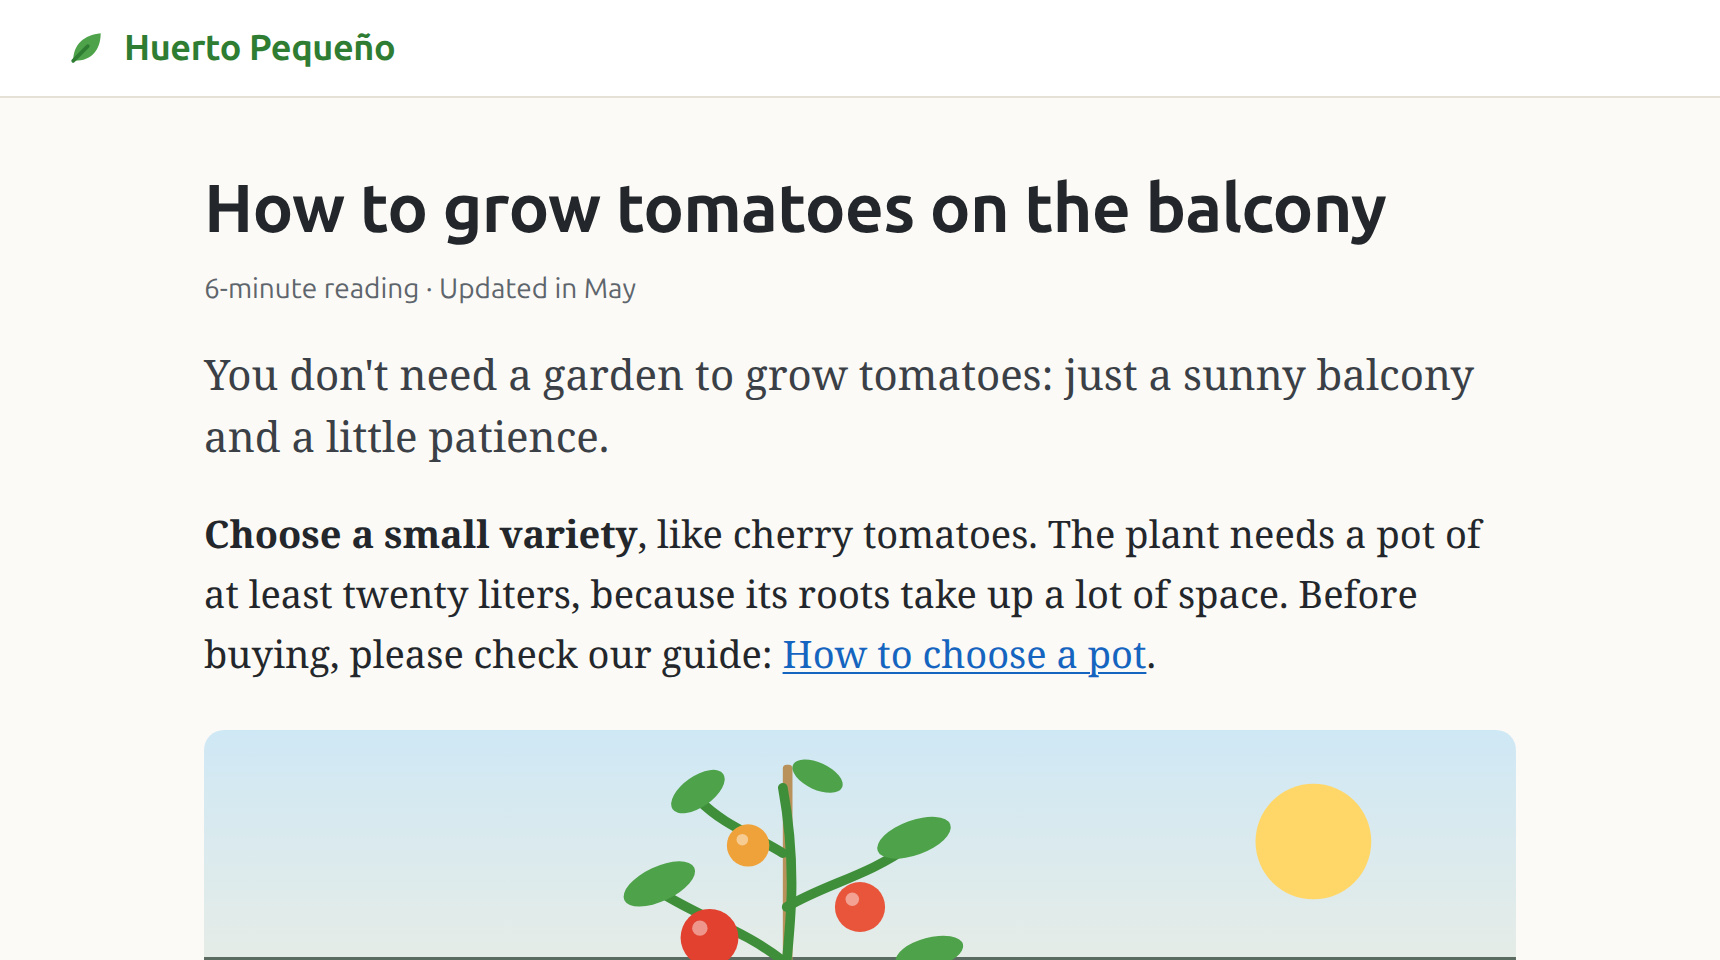 Huerto Pequeño
How to grow tomatoes on the balcony
6-minute reading · Updated in May
You don't need a garden to grow tomatoes: just a sunny balcony
and a little patience.
Choose a small variety, like cherry tomatoes. The plant needs a pot of
at least twenty liters, because its roots take up a lot of space. Before
buying, please check our guide: How to choose a pot.